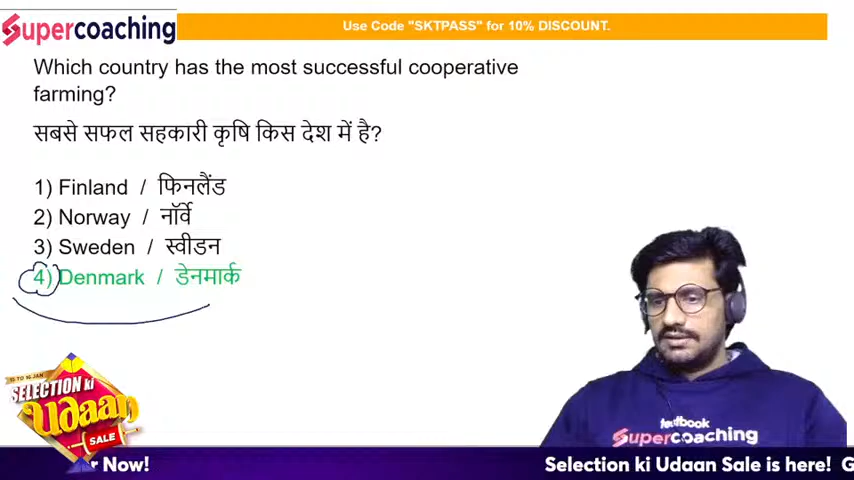 Supercoaching
Use Code "SKTPASS" for 10% DISCOUNT.
Which country has the most successful cooperative
farming?
सबसे सफल सहकारी कृषि किस देश में है?
1) Finland / फिनलैंड
2) Norway / नॉर्वे
3) Sweden / स्वीडन
4) Denmark / डेनमार्क
SELECTION ki
Udaan
SALE
testbook
Supercoaching
r Now!
Selection ki Udaan Sale is here! G